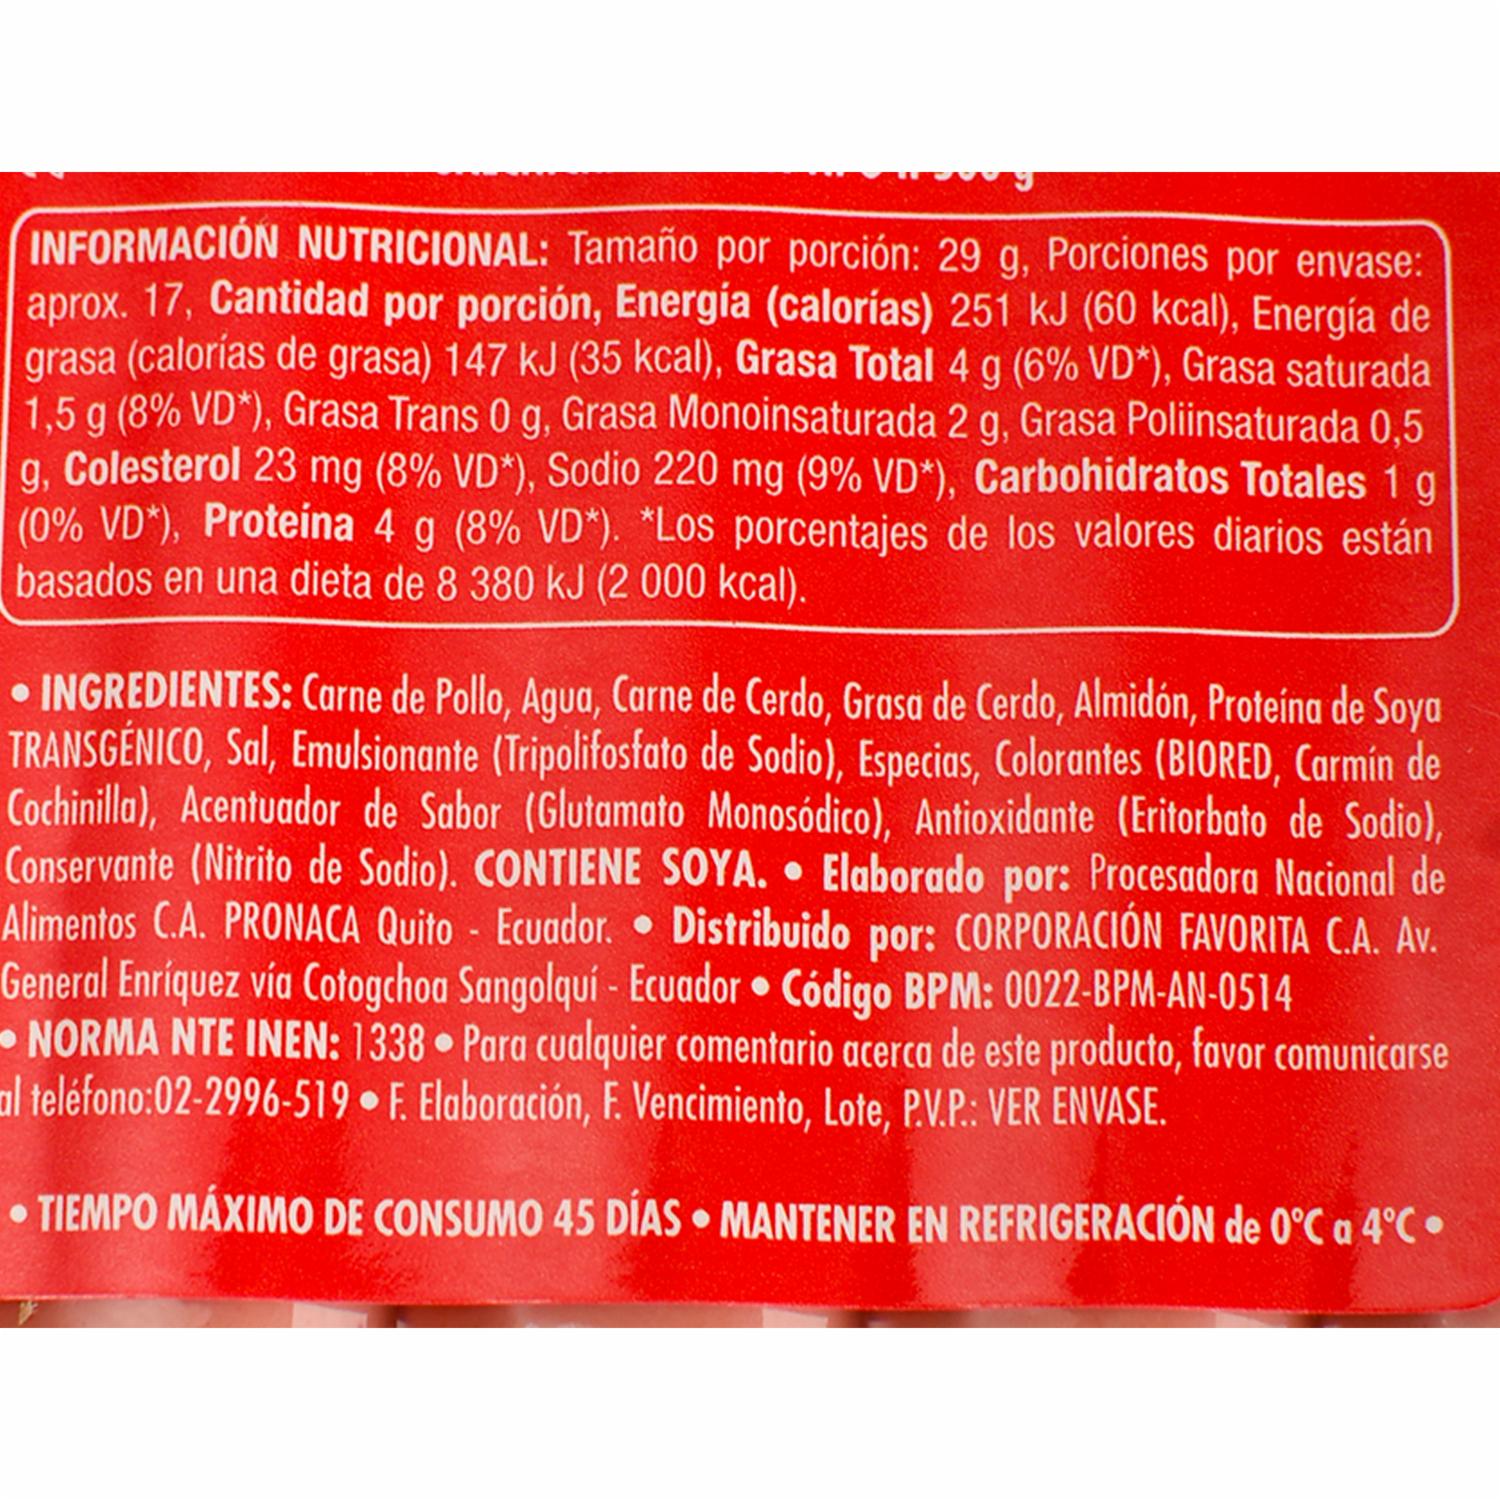 INFORMACIÓN NUTRICIONAL: Tamaño por porción: 29 g, Porciones por envase:
aprox. 17, Cantidad por porción, Energía (calorías) 251 kJ (60 kcal), Energía de
grasa (calorías de grasa) 147 kJ (35 kcal), Grasa Total 4 g (6% VD*), Grasa saturada
1,5 g (8% VD*), Grasa Trans 0 g, Grasa Monoinsaturada 2 g, Grasa Poliinsaturada 0,5
g, Colesterol 23 mg (8% VD*), Sodio 220 mg (9% VD*), Carbohidratos Totales 1 g
(0% VD*), Proteína 4 g (8% VD*). *Los porcentajes de los valores diarios están
basados en una dieta de 8 380 kJ (2 000 kcal).
• INGREDIENTES: Carne de Pollo, Agua, Carne de Cerdo, Grasa de Cerdo, Almidón, Proteína de Soya
TRANSGÉNICO, Sal, Emulsionante (Tripolifosfato de Sodio), Especias, Colorantes (BIORED, Carmín de
Cochinilla), Acentuador de Sabor (Glutamato Monosódico), Antioxidante (Eritorbato de Sodio),
Conservante (Nitrito de Sodio). CONTIENE SOYA. • Elaborado por: Procesadora Nacional de
Alimentos C.A. PRONACA Quito - Ecuador. • Distribuido por: CORPORACIÓN FAVORITA C.A. Av.
General Enríquez vía Cotogchoa Sangolquí - Ecuador • Código BPM: 0022-BPM-AN-0514
• NORMA NTE INEN: 1338 • Para cualquier comentario acerca de este producto, favor comunicarse
al teléfono:02-2996-519 • F. Elaboración, F. Vencimiento, Lote, P.V.P.: VER ENVASE.
• TIEMPO MÁXIMO DE CONSUMO 45 DÍAS • MANTENER EN REFRIGERACIÓN de 0°C a 4°C •